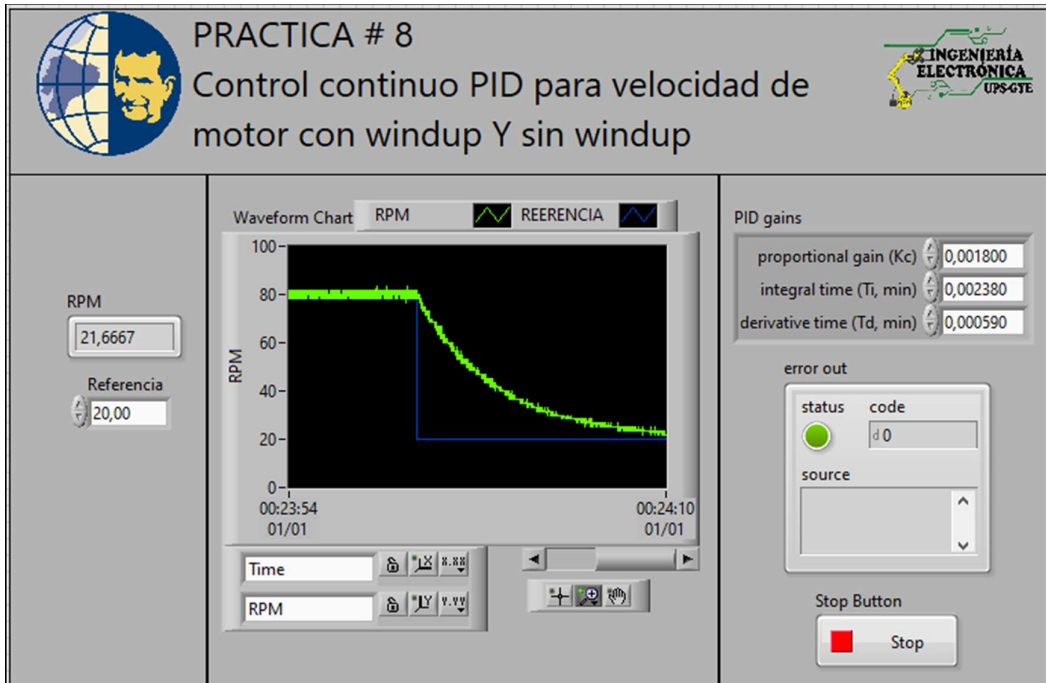 PRACTICA # 8
Control continuo PID para velocidad de
motor con windup Y sin windup
INGENIERÍA
ELECTRÓNICA
UPS-GYE
RPM
21,6667
Referencia
20,00
Waveform Chart
RPM
REERENCIA
100
80
60
40
20
0
RPM
00:23:54
01/01
00:24:10
01/01
Time
X.XX
RPM
Y.YY
PID gains
proportional gain (Kc) 0,001800
integral time (Ti, min) 0,002380
derivative time (Td, min) 0,000590
error out
status code
d 0
source
Stop Button
Stop